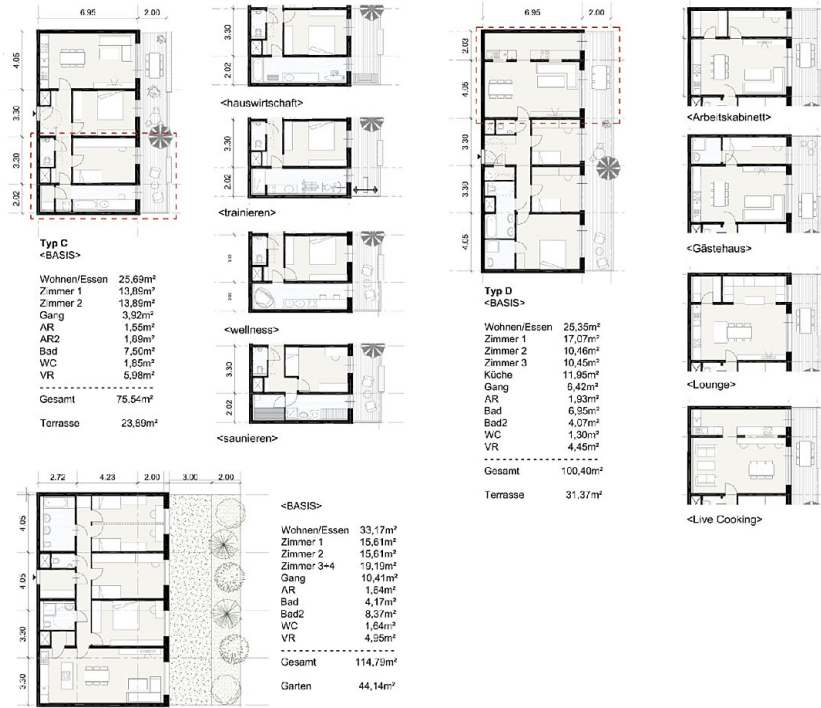 6.95 2.00
4.05
3.30
3.30
2.02
Typ C
<BASIS>
Wohnen/Essen 25,69m²
Zimmer 1 13,89m²
Zimmer 2 13,89m²
Gang 3,92m²
AR 1,55m²
AR2 1,89m²
Bad 7,50m²
WC 1,85m²
VR 5,98m²
Gesamt 75,54m²
Terrasse 23,89m²
3.30
2.02
<hauswirtschaft>
3.30
2.02
<trainieren>
<wellness>
3.30
2.02
<saunieren>
6.95 2.00
2.03
4.05
3.30
3.30
4.05
Typ D
<BASIS>
Wohnen/Essen 25,35m²
Zimmer 1 17,07m²
Zimmer 2 10,46m²
Zimmer 3 10,45m²
Küche 11,95m²
Gang 6,42m²
AR 1,93m²
Bad 6,95m²
Bad2 4,07m²
WC 1,30m²
VR 4,45m²
Gesamt 100,40m²
Terrasse 31,37m²
<Arbeitskabinett>
<Gästehaus>
<Lounge>
<Live Cooking>
2.72 4.23 2.00 3.00 2.00
4.05
4.05
3.30
3.30
<BASIS>
Wohnen/Essen 33,17m²
Zimmer 1 15,61m²
Zimmer 2 15,61m²
Zimmer 3+4 19,19m²
Gang 10,41m²
AR 1,64m²
Bad 4,17m²
Bad2 8,37m²
WC 1,64m²
VR 4,95m²
Gesamt 114,79m²
Garten 44,14m²